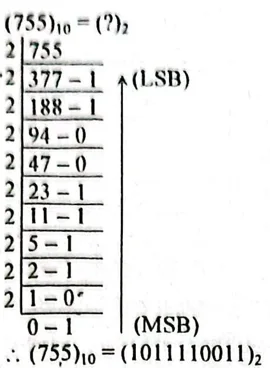 (755)₁₀ = (?)₂
2 | 755
2 | 377 – 1 (LSB)
2 | 188 – 1
2 | 94 – 0
2 | 47 – 0
2 | 23 – 1
2 | 11 – 1
2 | 5 – 1
2 | 2 – 1
2 | 1 – 0
0 – 1 (MSB)
∴ (755)₁₀ = (1011110011)₂